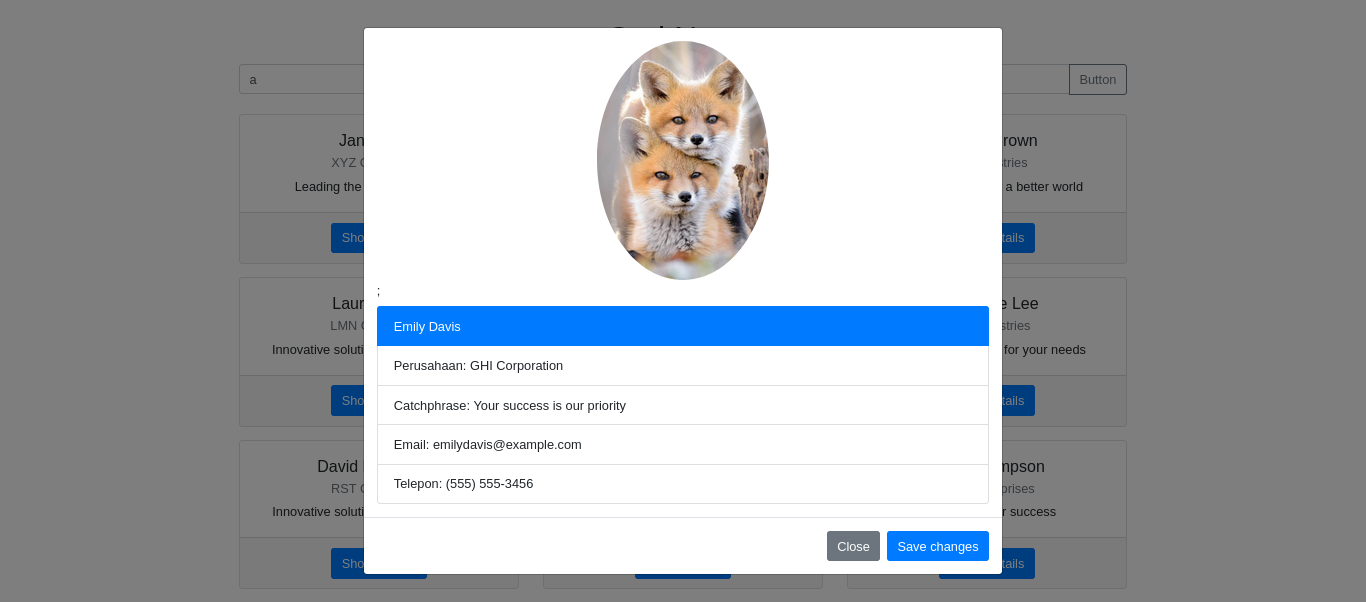 a
Button
Jan
rown
XYZ
stries
Leading the
a better world
Sho
tails
;
Emily Davis
Perusahaan: GHI Corporation
Catchphrase: Your success is our priority
Email: emilydavis@example.com
Telepon: (555) 555-3456
Close
Save changes
Laur
e Lee
LMN
stries
Innovative soluti
for your needs
Sho
tails
David
mpson
RST
prises
Innovative soluti
r success
Sho
tails